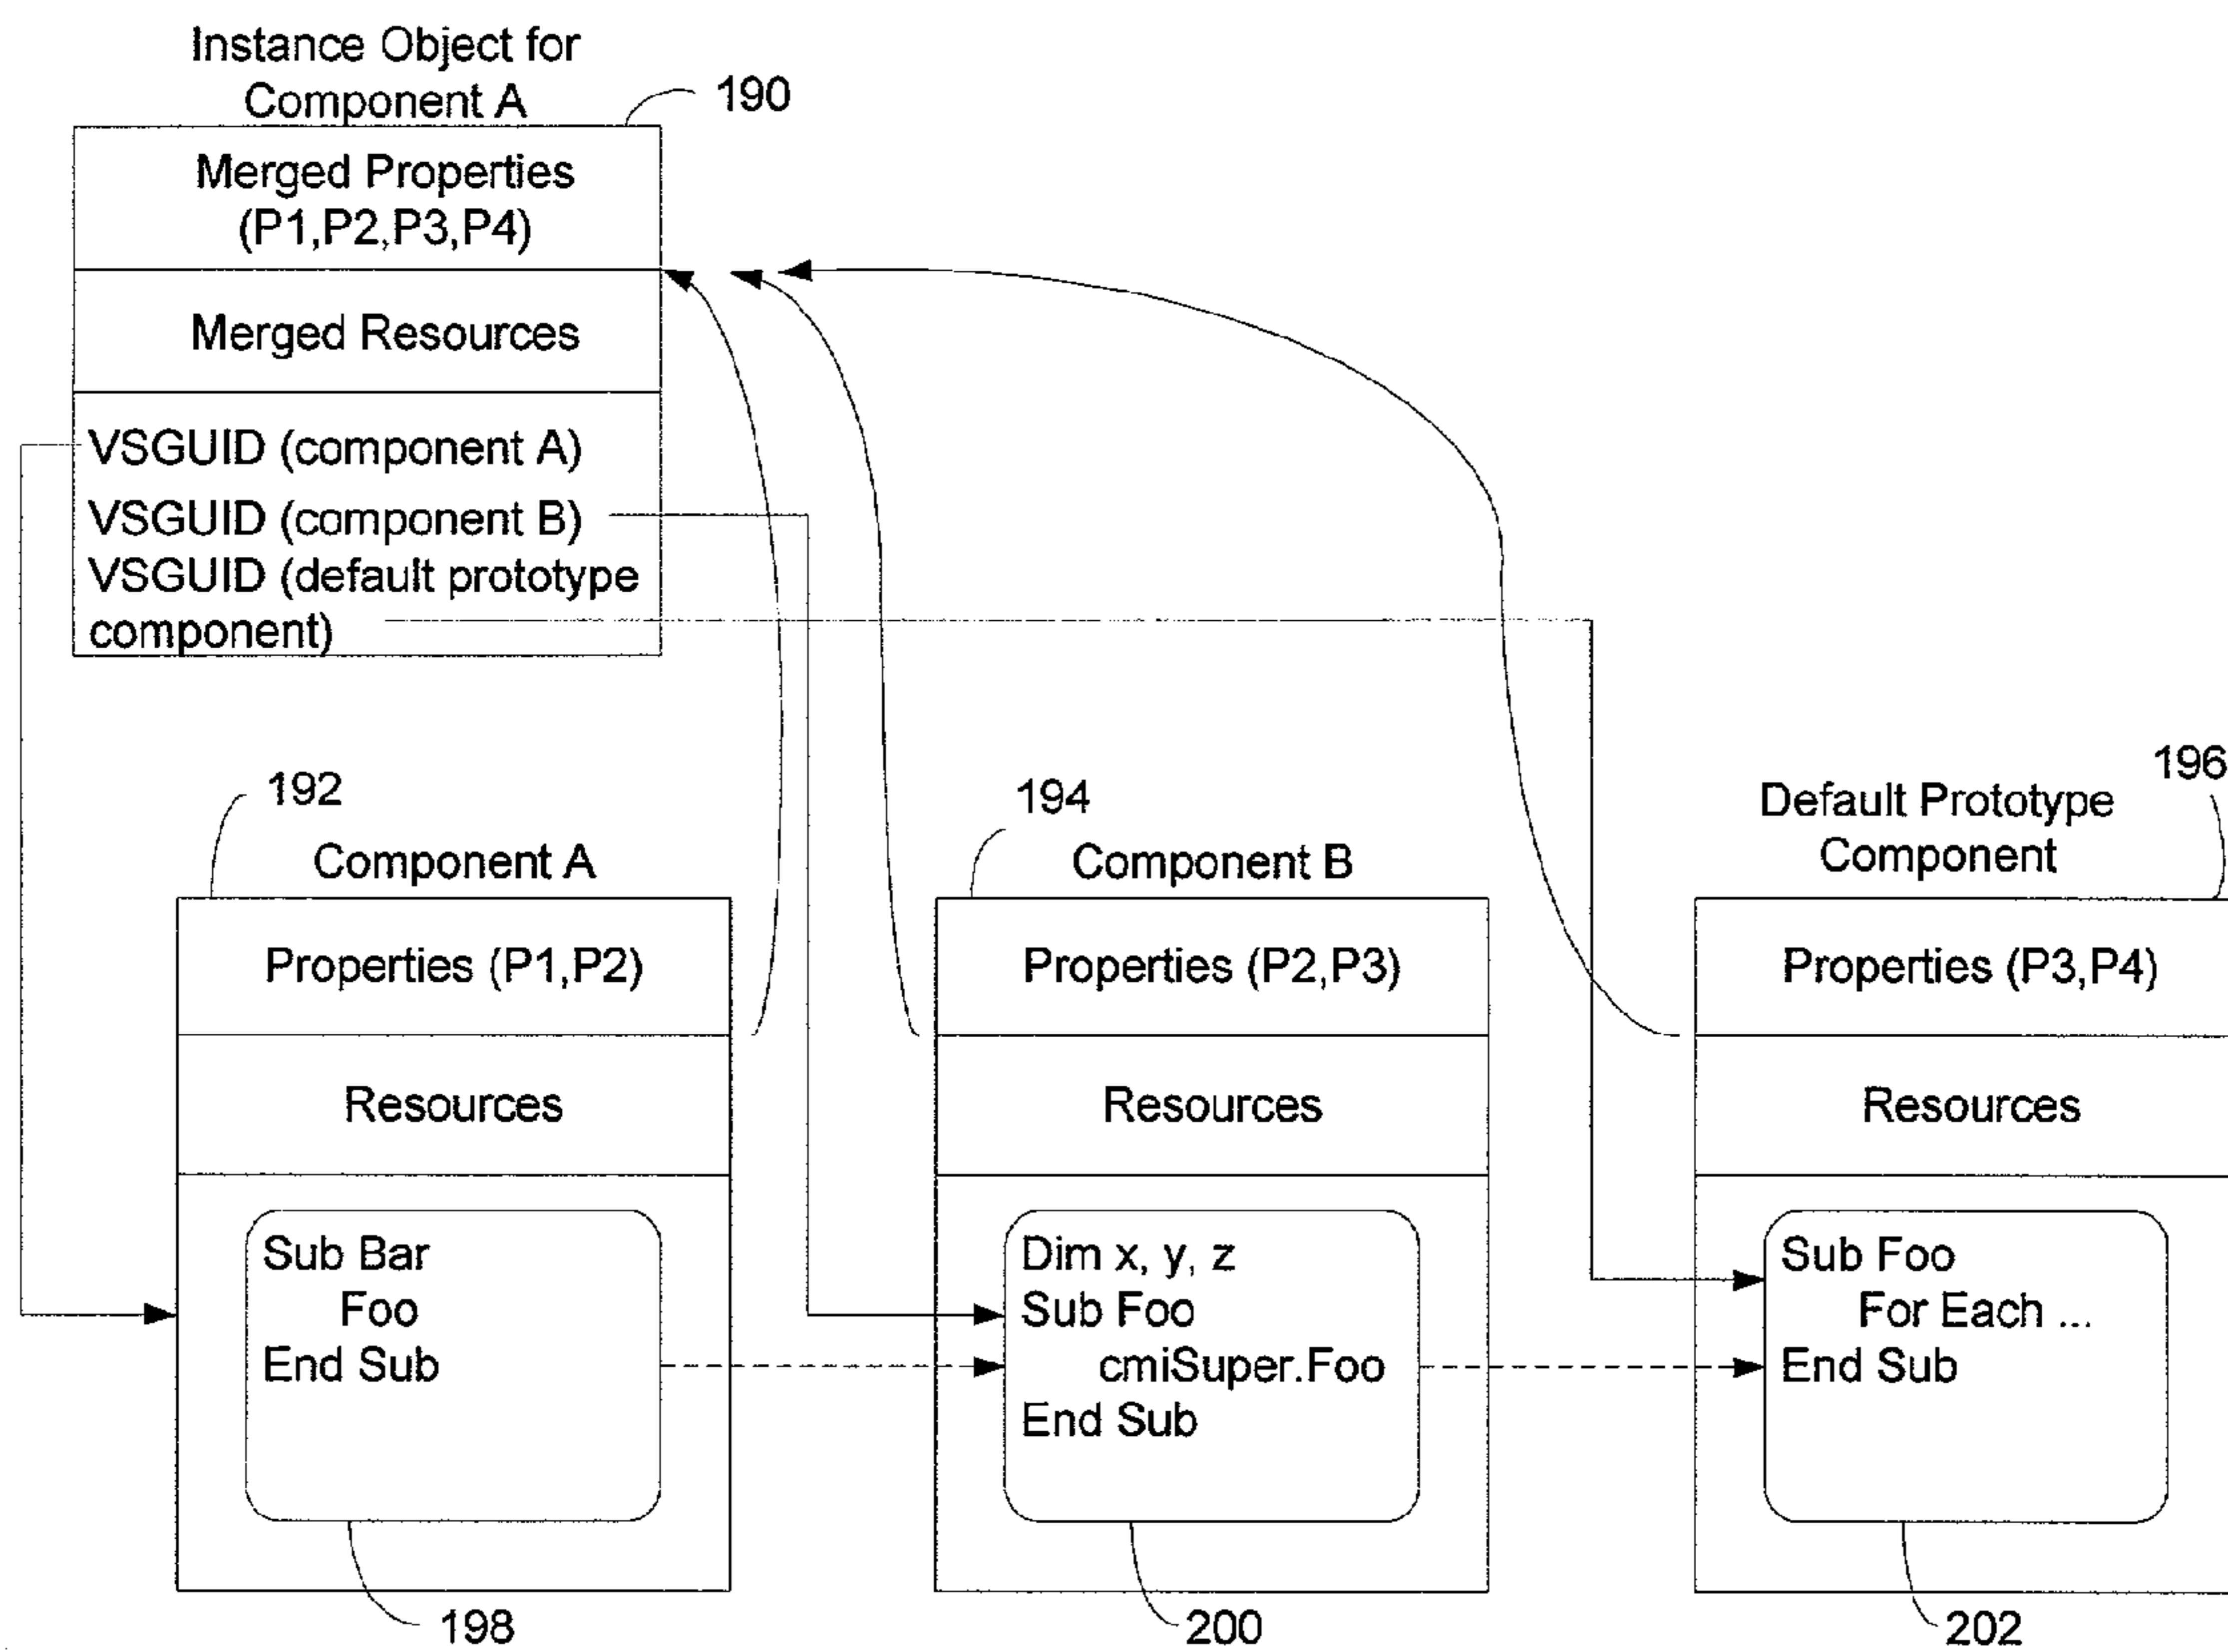 Instance Object for
Component A
190
Merged Properties
(P1,P2,P3,P4)
Merged Resources
VSGUID (component A)
VSGUID (component B)
VSGUID (default prototype
component)
192
Component A
Properties (P1,P2)
Resources
Sub Bar
Foo
End Sub
198
194
Component B
Properties (P2,P3)
Resources
Dim x, y, z
Sub Foo
cmiSuper.Foo
End Sub
200
196
Default Prototype
Component
Properties (P3,P4)
Resources
Sub Foo
For Each ...
End Sub
202